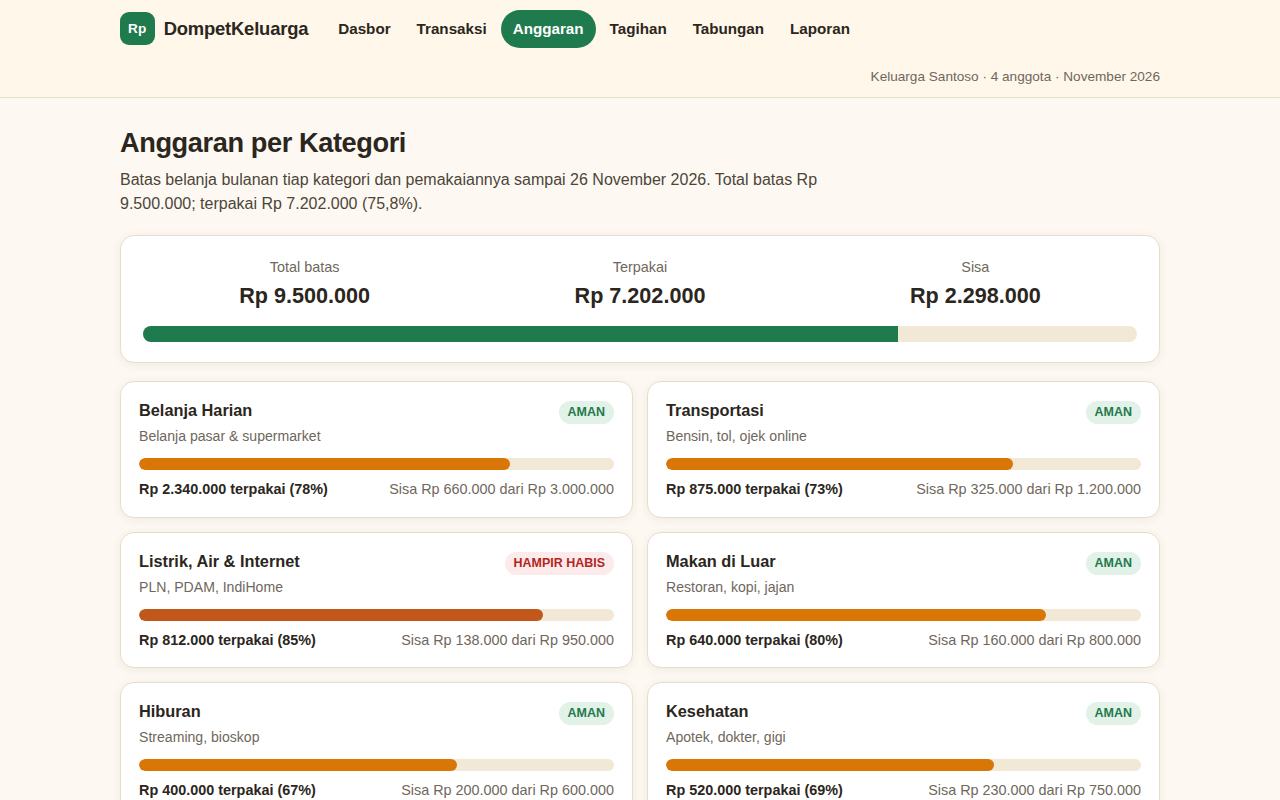 Rp DompetKeluarga Dasbor Transaksi Anggaran Tagihan Tabungan Laporan
Keluarga Santoso · 4 anggota · November 2026
Anggaran per Kategori
Batas belanja bulanan tiap kategori dan pemakaiannya sampai 26 November 2026. Total batas Rp
9.500.000; terpakai Rp 7.202.000 (75,8%).
Total batas
Rp 9.500.000
Terpakai
Rp 7.202.000
Sisa
Rp 2.298.000
Belanja Harian AMAN
Belanja pasar & supermarket
Rp 2.340.000 terpakai (78%) Sisa Rp 660.000 dari Rp 3.000.000
Transportasi AMAN
Bensin, tol, ojek online
Rp 875.000 terpakai (73%) Sisa Rp 325.000 dari Rp 1.200.000
Listrik, Air & Internet HAMPIR HABIS
PLN, PDAM, IndiHome
Rp 812.000 terpakai (85%) Sisa Rp 138.000 dari Rp 950.000
Makan di Luar AMAN
Restoran, kopi, jajan
Rp 640.000 terpakai (80%) Sisa Rp 160.000 dari Rp 800.000
Hiburan AMAN
Streaming, bioskop
Rp 400.000 terpakai (67%) Sisa Rp 200.000 dari Rp 600.000
Kesehatan AMAN
Apotek, dokter, gigi
Rp 520.000 terpakai (69%) Sisa Rp 230.000 dari Rp 750.000